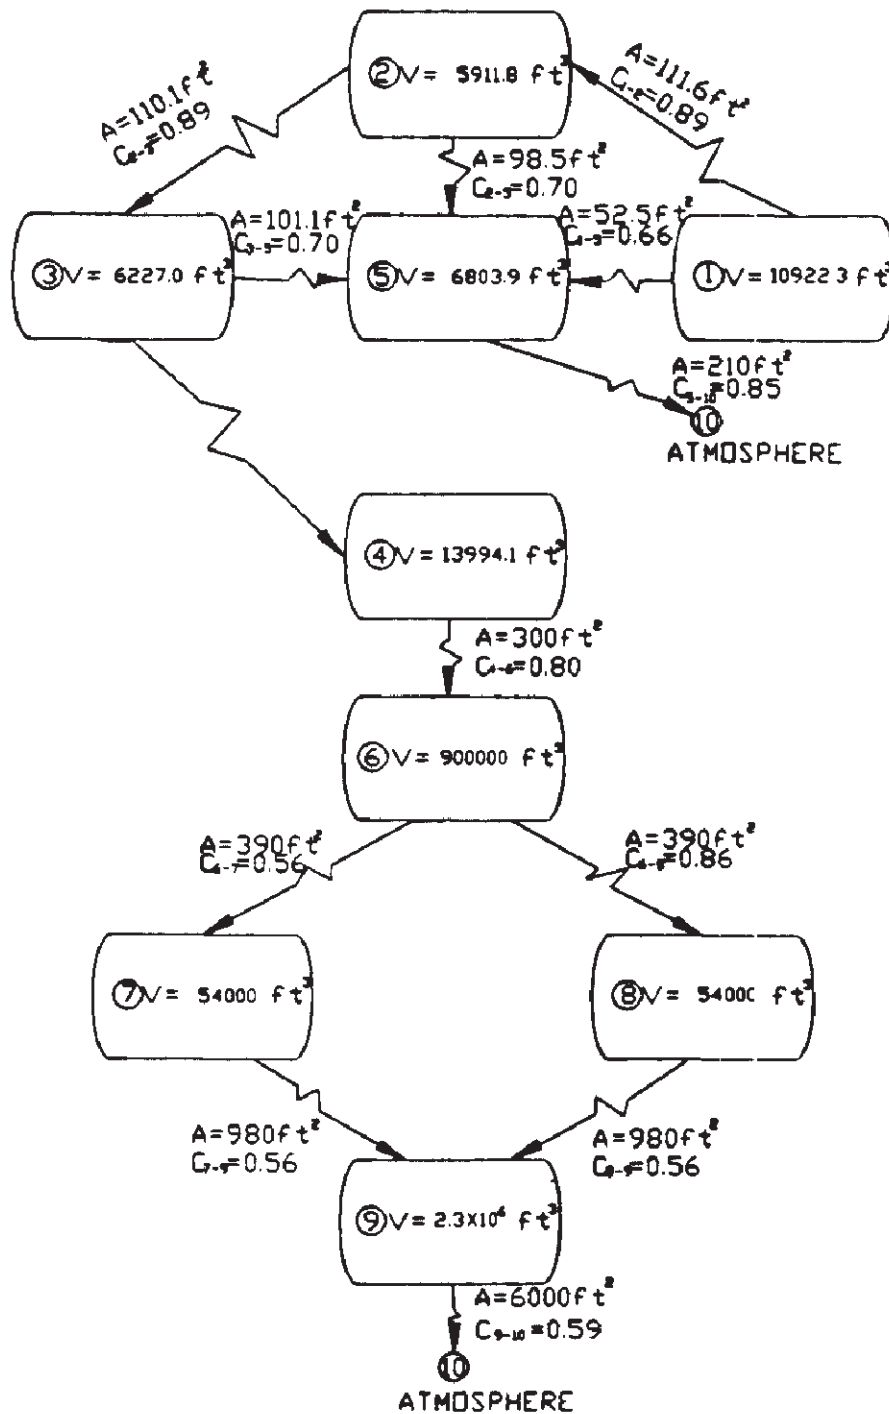 ②V= 5911.8 ft³
A=110.1ft²
C₂₋₃=0.89
A=111.6ft²
C₁₋₂=0.89
A=98.5ft²
C₂₋₅=0.70
A=101.1ft²
C₃₋₅=0.70
A=52.5ft²
C₁₋₅=0.66
③V= 6227.0 ft³
⑤V= 6803.9 ft³
①V=10922.3 ft³
A=210ft²
C₅₋₁₀=0.85
⑩
ATMOSPHERE
④V= 13994.1 ft³
A=300ft²
C₄₋₆=0.80
⑥V= 900000 ft³
A=390ft²
C₆₋₇=0.56
A=390ft²
C₆₋₈=0.86
⑦V= 54000 ft³
⑧V= 54000 ft³
A=980ft²
C₇₋₉=0.56
A=980ft²
C₈₋₉=0.56
⑨V= 2.3X10⁶ ft³
A=6000ft²
C₉₋₁₀=0.59
⑩
ATMOSPHERE